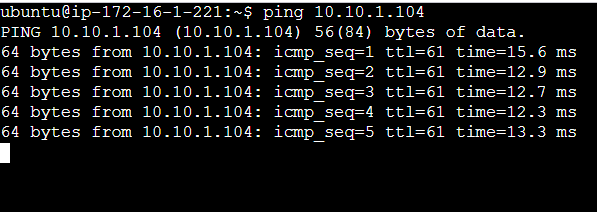 ubuntu@ip-172-16-1-221:~$ ping 10.10.1.104
PING 10.10.1.104 (10.10.1.104) 56(84) bytes of data.
64 bytes from 10.10.1.104: icmp_seq=1 ttl=61 time=15.6 ms
64 bytes from 10.10.1.104: icmp_seq=2 ttl=61 time=12.9 ms
64 bytes from 10.10.1.104: icmp_seq=3 ttl=61 time=12.7 ms
64 bytes from 10.10.1.104: icmp_seq=4 ttl=61 time=12.3 ms
64 bytes from 10.10.1.104: icmp_seq=5 ttl=61 time=13.3 ms